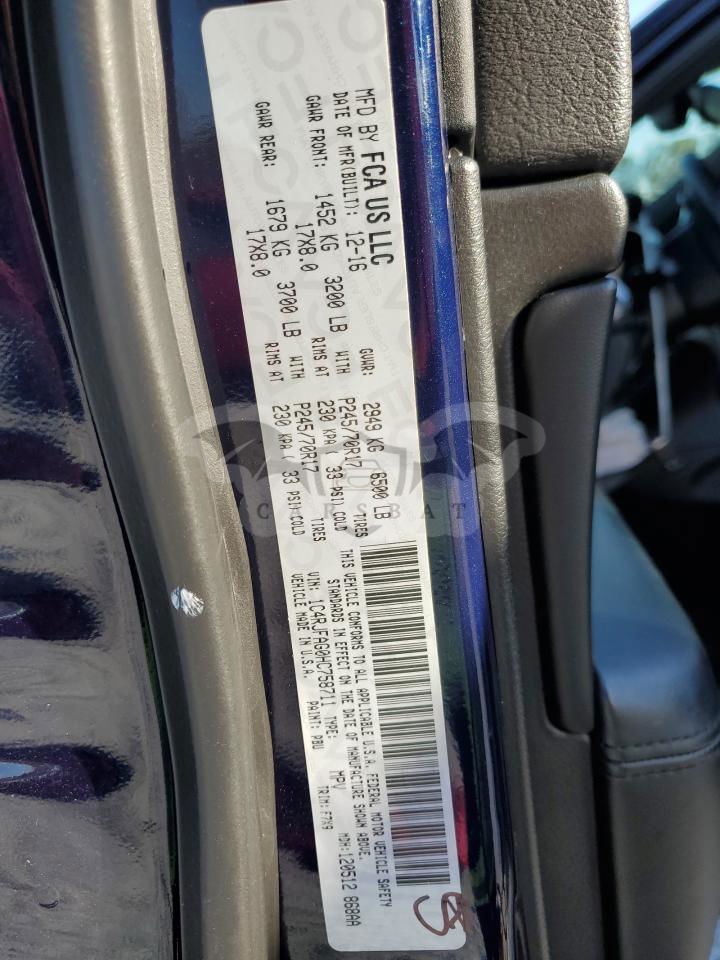 MFD BY FCA US LLC
DATE OF MFR(BUILT): 12-16 GVWR: 2949 KG 6500 LB
GAWR FRONT: 1452 KG 3200 LB WITH P245/70R17 TIRES
17X8.0 RIMS AT 230 KPA / 33 PSI COLD
GAWR REAR: 1679 KG 3700 LB WITH P245/70R17 TIRES
17X8.0 RIMS AT 230 KPA / 33 PSI COLD
THIS VEHICLE CONFORMS TO ALL APPLICABLE U.S.A. FEDERAL MOTOR VEHICLE SAFETY
STANDARDS IN EFFECT ON THE DATE OF MANUFACTURE SHOWN ABOVE.
VIN: 1C4RJFAG0HC758711 TYPE: MPV MDH:120512 868AA
VEHICLE MADE IN U.S.A. PAINT: PBU TRIM:F7X9
CARSBAT